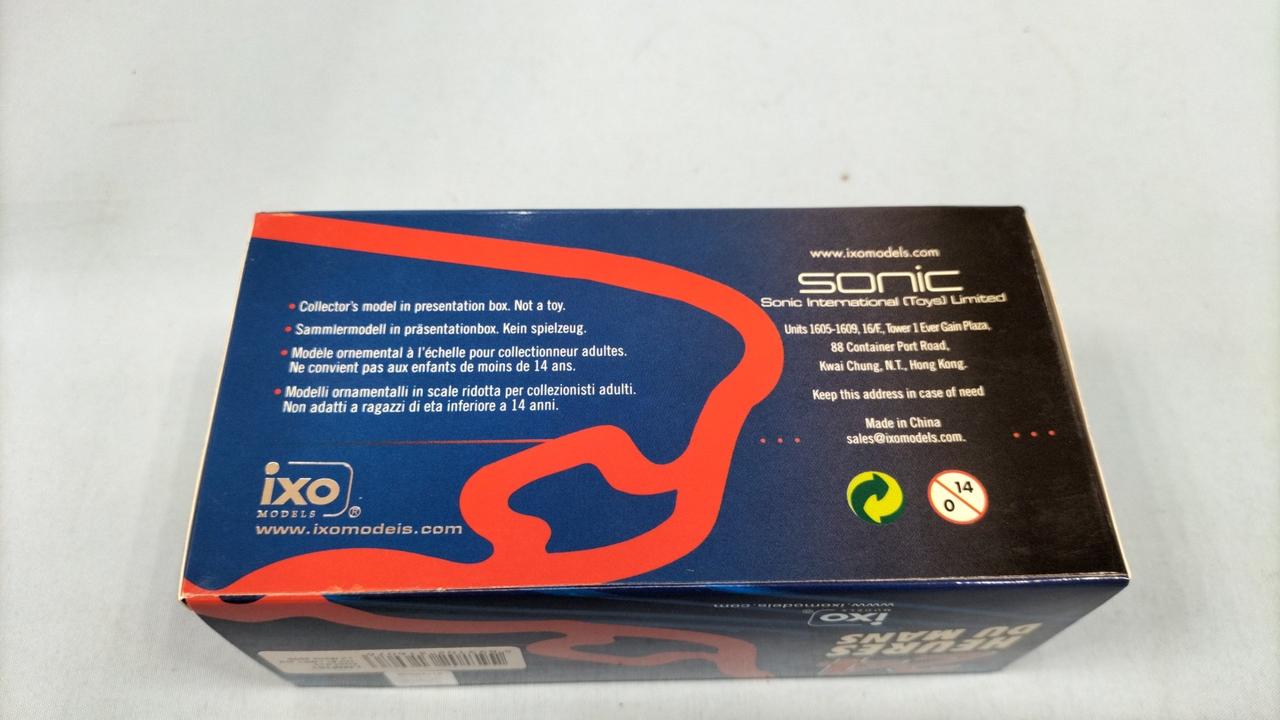 • Collector's model in presentation box. Not a toy.
• Sammlermodell in präsentationbox. Kein spielzeug.
• Modèle ornemental à l'échelle pour collectionneur adultes.
Ne convient pas aux enfants de moins de 14 ans.
• Modelli ornamentalli in scale ridotta per collezionisti adulti.
Non adatti a ragazzi di eta inferiore a 14 anni.
ixo
MODELS ®
www.ixomodels.com
www.ixomodels.com
sonic
Sonic International (Toys) Limited
Units 1605-1609, 16/F., Tower 1 Ever Gain Plaza,
88 Container Port Road,
Kwai Chung, N.T., Hong Kong.
Keep this address in case of need
Made in China
sales@ixomodels.com.
14
0
www.ixomodels.com
ixo ®
MODELS
HEURES
DU MANS